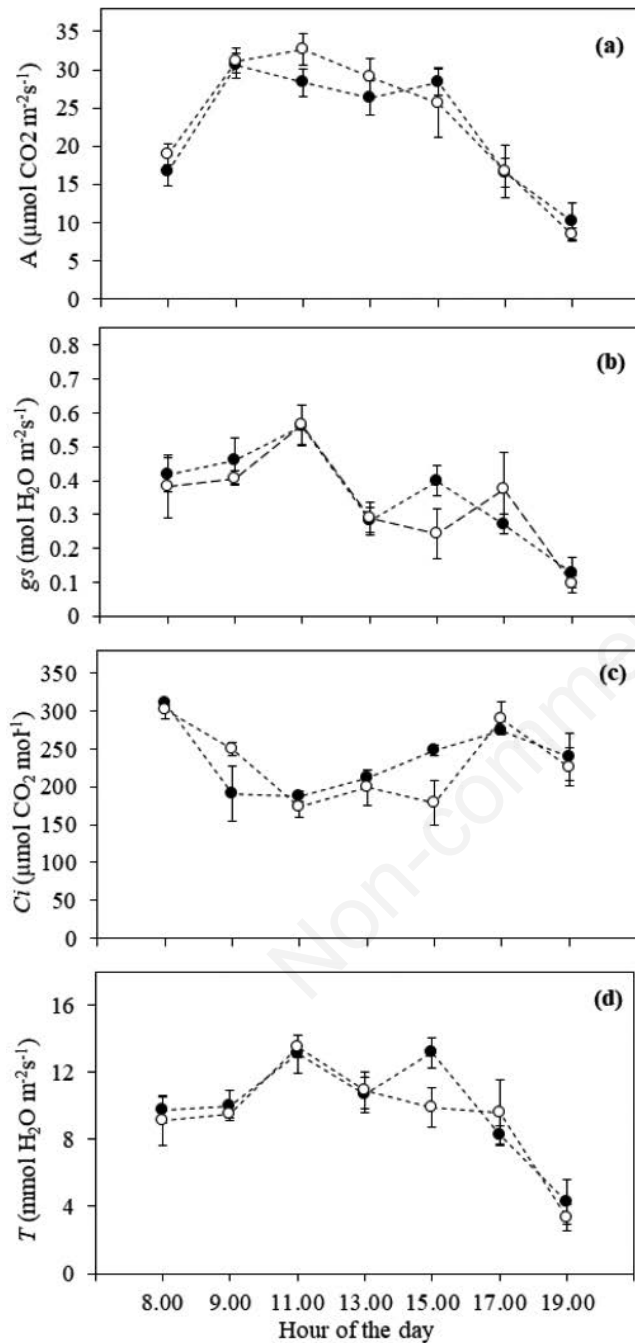 (a)
A (μmol CO2 m-2s-1)
35
30
25
20
15
10
5
0
(b)
gs (mol H2O m-2s-1)
0.8
0.7
0.6
0.5
0.4
0.3
0.2
0.1
0
(c)
Ci (μmol CO2 mol-1)
350
300
250
200
150
100
50
0
(d)
T (mmol H2O m-2s-1)
16
12
8
4
0
8.00 9.00 11.00 13.00 15.00 17.00 19.00
Hour of the day
Non-comme